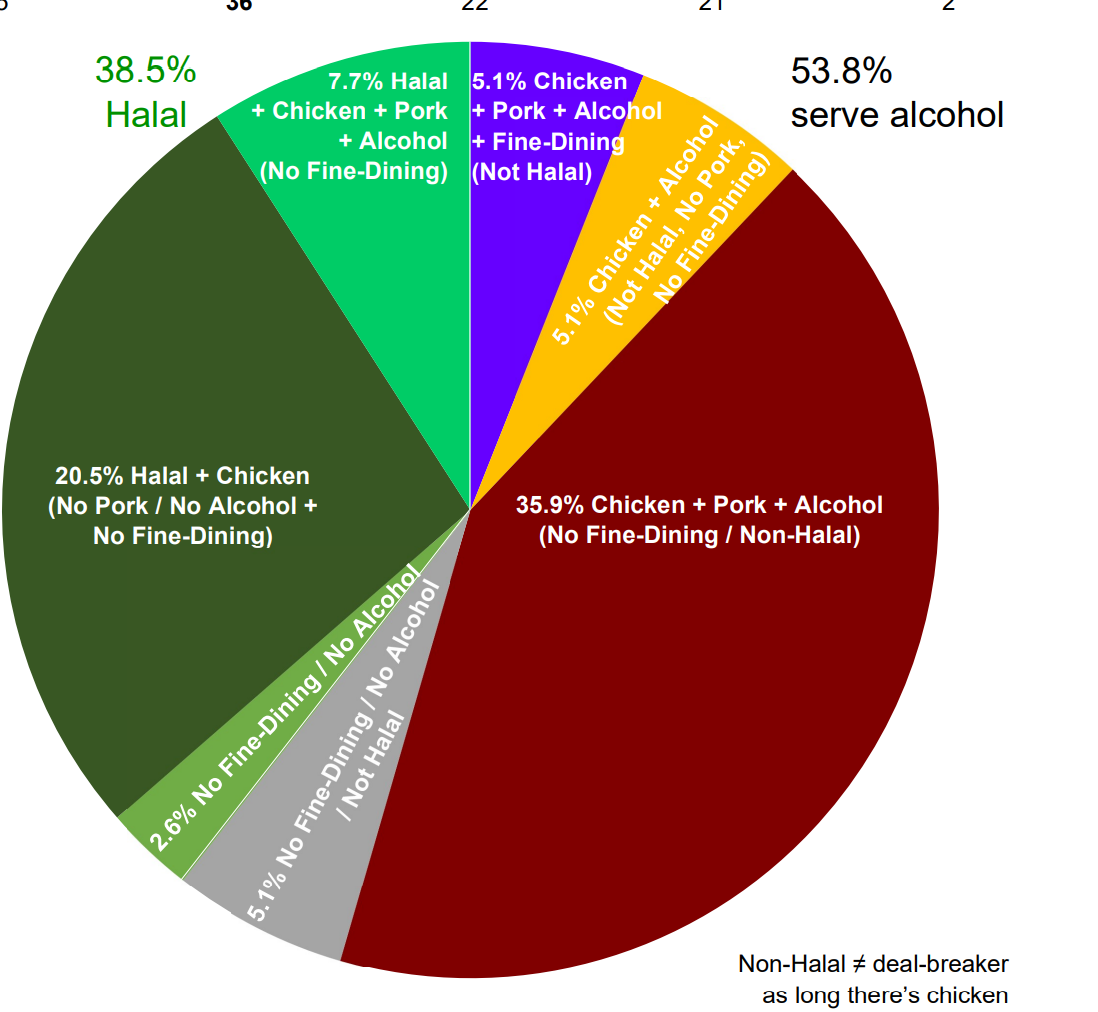 36 22 21 2
38.5%
Halal
53.8%
serve alcohol
7.7% Halal
+ Chicken + Pork
+ Alcohol
(No Fine-Dining)
5.1% Chicken
+ Pork + Alcohol
+ Fine-Dining
(Not Halal)
5.1% Chicken + Alcohol
(Not Halal, No Pork,
No Fine-Dining)
20.5% Halal + Chicken
(No Pork / No Alcohol +
No Fine-Dining)
35.9% Chicken + Pork + Alcohol
(No Fine-Dining / Non-Halal)
2.6% No Fine-Dining / No Alcohol
5.1% No Fine-Dining / No Alcohol
/ Not Halal
Non-Halal ≠ deal-breaker
as long there’s chicken